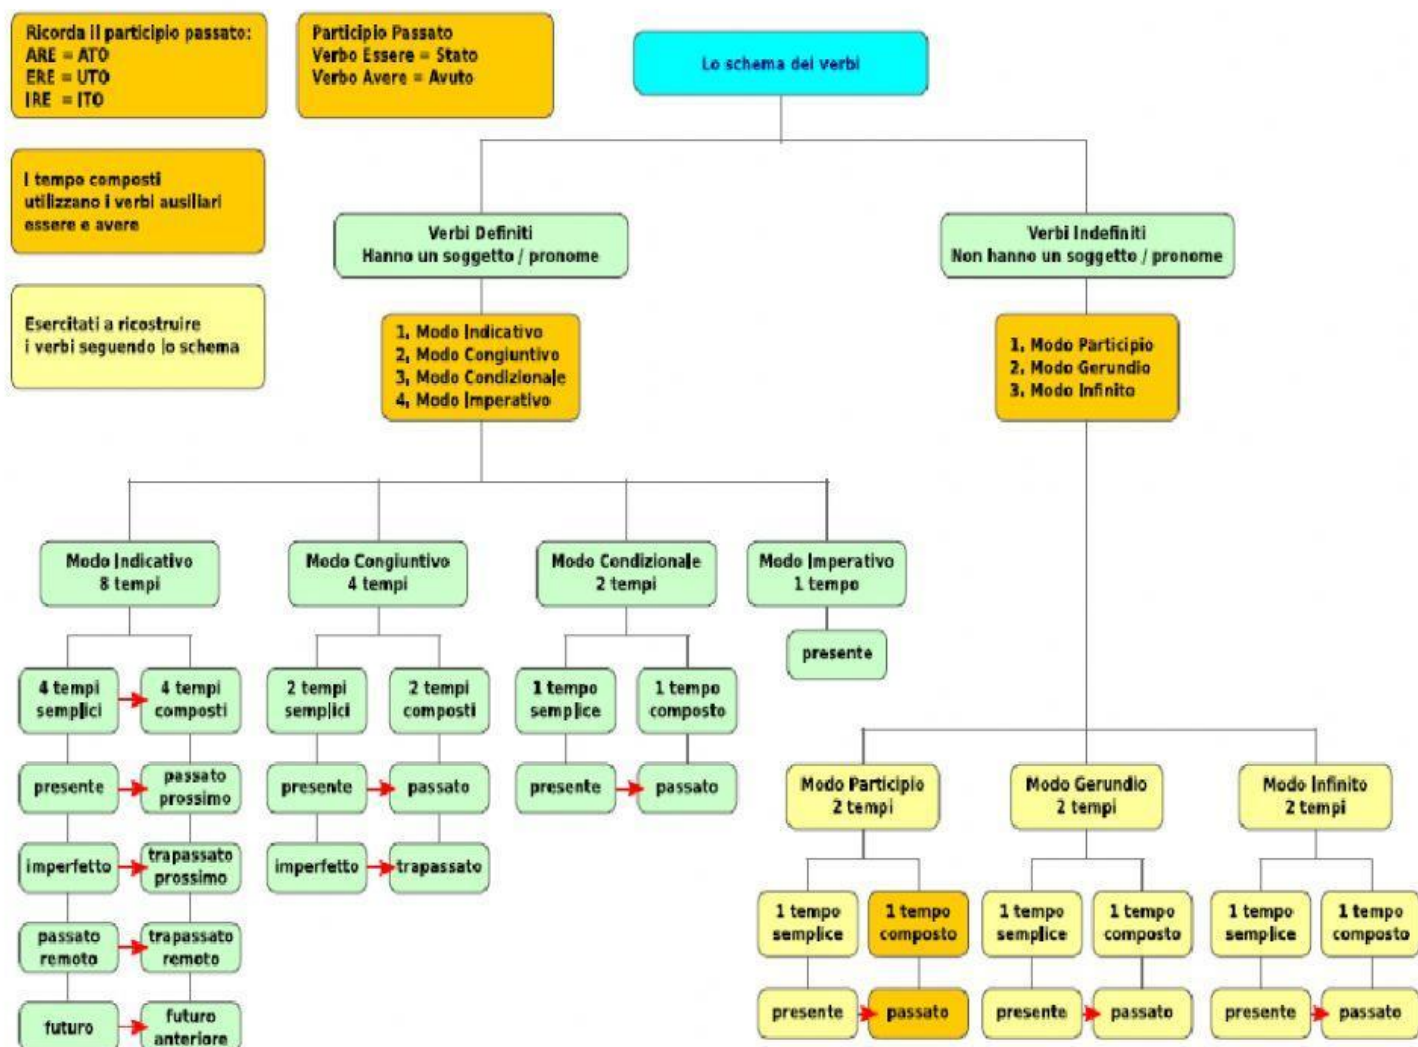 Ricorda il participio passato:
ARE = ATO
ERE = UTO
IRE = ITO
Participio Passato
Verbo Essere = Stato
Verbo Avere = Avuto
Lo schema dei verbi
I tempo composti
utilizzano i verbi ausiliari
essere e avere
Esercitati a ricostruire
i verbi seguendo lo schema
Verbi Definiti
Hanno un soggetto / pronome
Verbi Indefiniti
Non hanno un soggetto / pronome
1, Modo Indicativo
2, Modo Congiuntivo
3, Modo Condizionale
4, Modo Imperativo
1, Modo Participio
2. Modo Gerundio
3. Modo Infinito
Modo Indicativo
8 tempi
Modo Congiuntivo
4 tempi
Modo Condizionale
2 tempi
Modo Imperativo
1 tempo
presente
4 tempi
semplici
4 tempi
composti
presente
passato
prossimo
imperfetto
trapassato
prossimo
passato
remoto
trapassato
remoto
futuro
futuro
anteriore
2 tempi
semplici
2 tempi
composti
presente
passato
imperfetto
trapassato
1 tempo
semplice
1 tempo
composto
presente
passato
Modo Participio
2 tempi
1 tempo
semplice
1 tempo
composto
presente
passato
Modo Gerundio
2 tempi
1 tempo
semplice
1 tempo
composto
presente
passato
Modo Infinito
2 tempi
1 tempo
semplice
1 tempo
composto
presente
passato